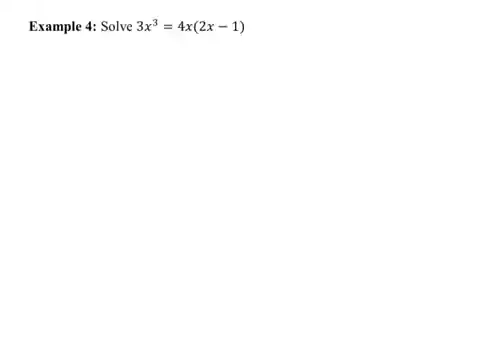 Example 4: Solve 3x³ = 4x(2x − 1)